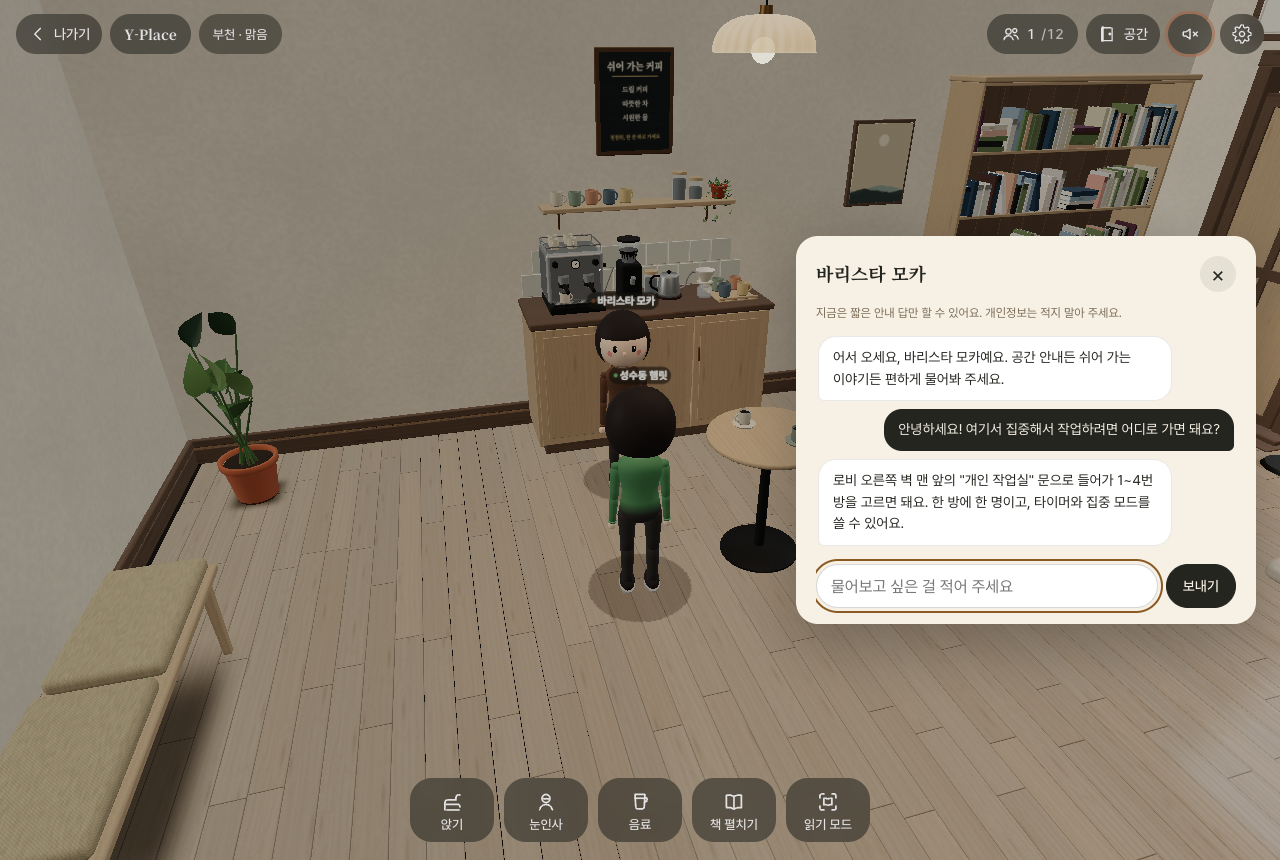 나가기
Y-Place
부천 · 맑음
1 /12
공간
쉬어 가는 커피
드립 커피
따뜻한 차
시원한 물
바리스타 모카
성수동 햄릿
바리스타 모카
지금은 짧은 안내 답만 할 수 있어요. 개인정보는 적지 말아 주세요.
어서 오세요, 바리스타 모카예요. 공간 안내든 쉬어 가는
이야기든 편하게 물어봐 주세요.
안녕하세요! 여기서 집중해서 작업하려면 어디로 가면 돼요?
로비 오른쪽 벽 맨 앞의 "개인 작업실" 문으로 들어가 1~4번
방을 고르면 돼요. 한 방에 한 명이고, 타이머와 집중 모드를
쓸 수 있어요.
물어보고 싶은 걸 적어 주세요
보내기
앉기
눈인사
음료
책 펼치기
읽기 모드